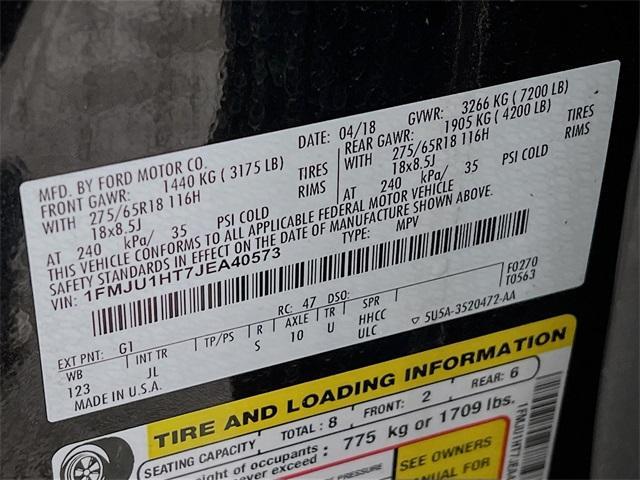 MFD. BY FORD MOTOR CO.
DATE: 04/18 GVWR: 3266 KG ( 7200 LB)
FRONT GAWR: 1440 KG ( 3175 LB)
REAR GAWR: 1905 KG ( 4200 LB)
WITH 275/65R18 116H TIRES
WITH 275/65R18 116H TIRES
18x8.5J RIMS
18x8.5J RIMS
AT 240 kPa/ 35 PSI COLD
AT 240 kPa/ 35 PSI COLD
THIS VEHICLE CONFORMS TO ALL APPLICABLE FEDERAL MOTOR VEHICLE
SAFETY STANDARDS IN EFFECT ON THE DATE OF MANUFACTURE SHOWN ABOVE.
VIN: 1FMJU1HT7JEA40573 TYPE: MPV
F0270
T0563
EXT PNT: G1 RC: 47 DSO:
WB INT TR TP/PS R AXLE TR SPR
123 JL S 10 U HHCC
ULC
▽ 5U5A-3520472-AA
MADE IN U.S.A.
TIRE AND LOADING INFORMATION
SEATING CAPACITY TOTAL : 8 FRONT: 2 REAR: 6
ight of occupants
never exceed : 775 kg or 1709 lbs.
PRESSURE
SEE OWNERS
MANUAL FOR